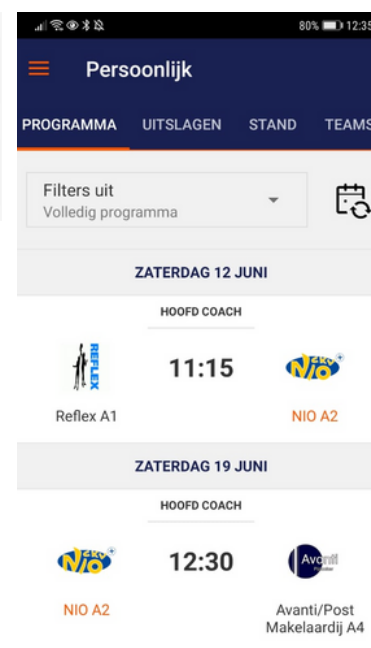 80% 12:35
Persoonlijk
PROGRAMMA UITSLAGEN STAND TEAMS
Filters uit
Volledig programma
ZATERDAG 12 JUNI
HOOFD COACH
REFLEX
11:15
ckv
NIO
Reflex A1
NIO A2
ZATERDAG 19 JUNI
HOOFD COACH
ckv
NIO
12:30
Avanti
NIO A2
Avanti/Post
Makelaardij A4